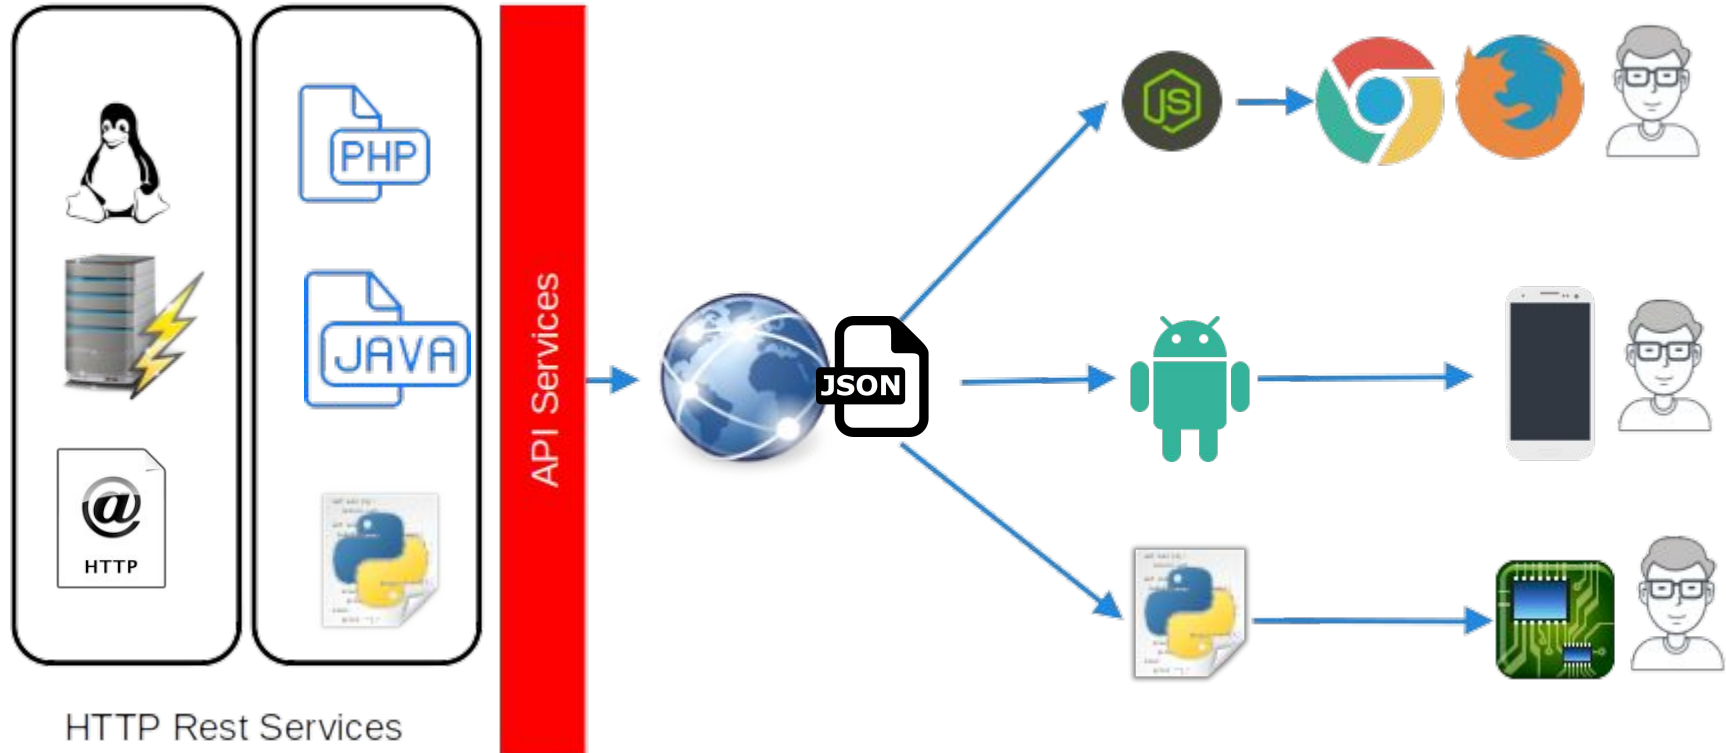 PHP
JAVA
@
HTTP
HTTP Rest Services
API Services
JSON
JS